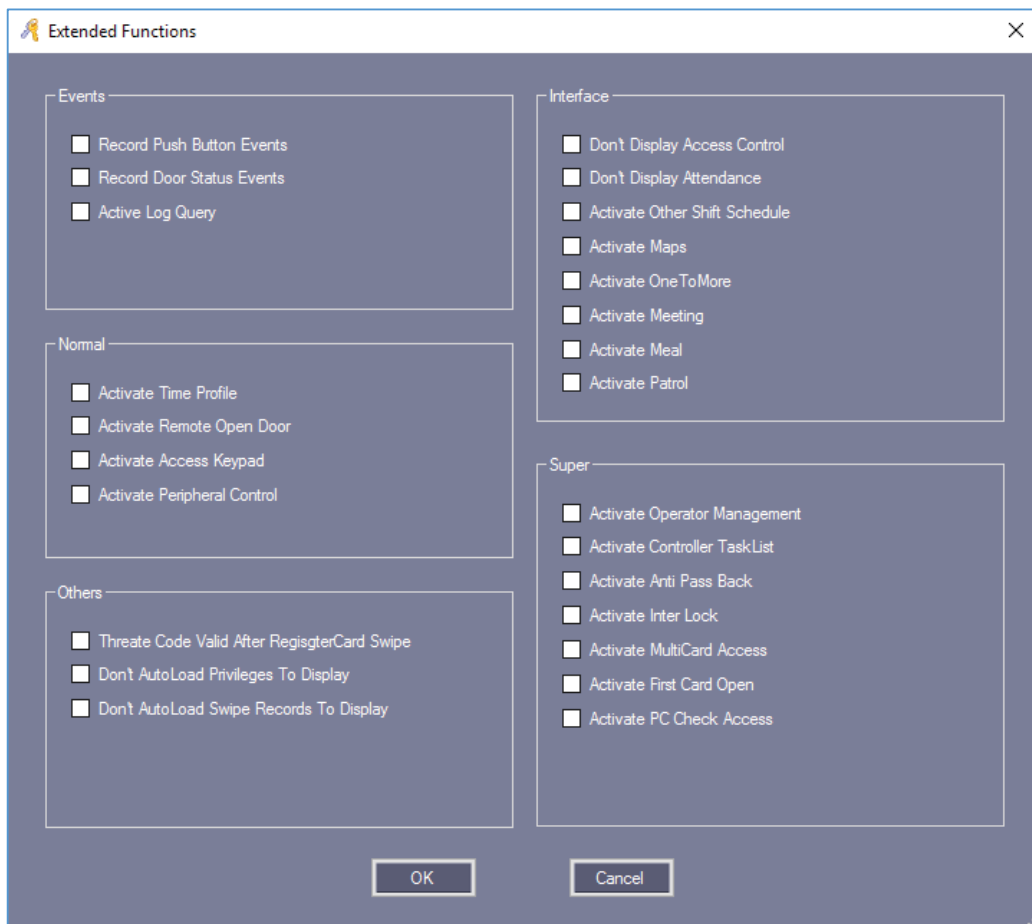 Extended Functions
Events
Record Push Button Events
Record Door Status Events
Active Log Query
Normal
Activate Time Profile
Activate Remote Open Door
Activate Access Keypad
Activate Peripheral Control
Others
Threate Code Valid After RegisgterCard Swipe
Don't AutoLoad Privileges To Display
Don't AutoLoad Swipe Records To Display
Interface
Don't Display Access Control
Don't Display Attendance
Activate Other Shift Schedule
Activate Maps
Activate OneToMore
Activate Meeting
Activate Meal
Activate Patrol
Super
Activate Operator Management
Activate Controller TaskList
Activate Anti Pass Back
Activate Inter Lock
Activate MultiCard Access
Activate First Card Open
Activate PC Check Access
OK
Cancel